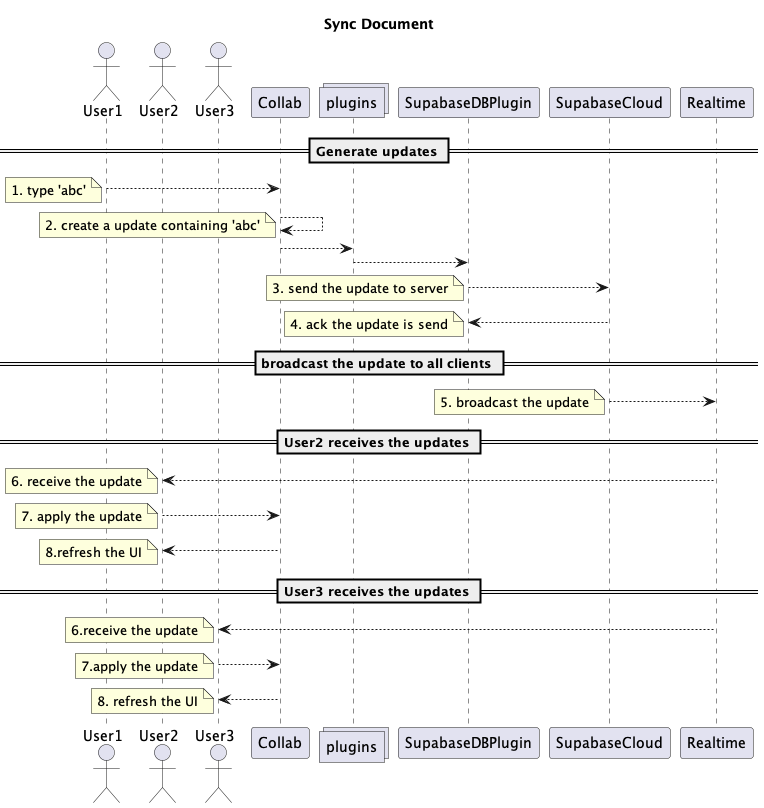 Sync Document
User1
User2
User3
Collab
plugins
SupabaseDBPlugin
SupabaseCloud
Realtime
Generate updates
1. type 'abc'
2. create a update containing 'abc'
3. send the update to server
4. ack the update is send
broadcast the update to all clients
5. broadcast the update
User2 receives the updates
6. receive the update
7. apply the update
8.refresh the UI
User3 receives the updates
6.receive the update
7.apply the update
8. refresh the UI
User1
User2
User3
Collab
plugins
SupabaseDBPlugin
SupabaseCloud
Realtime